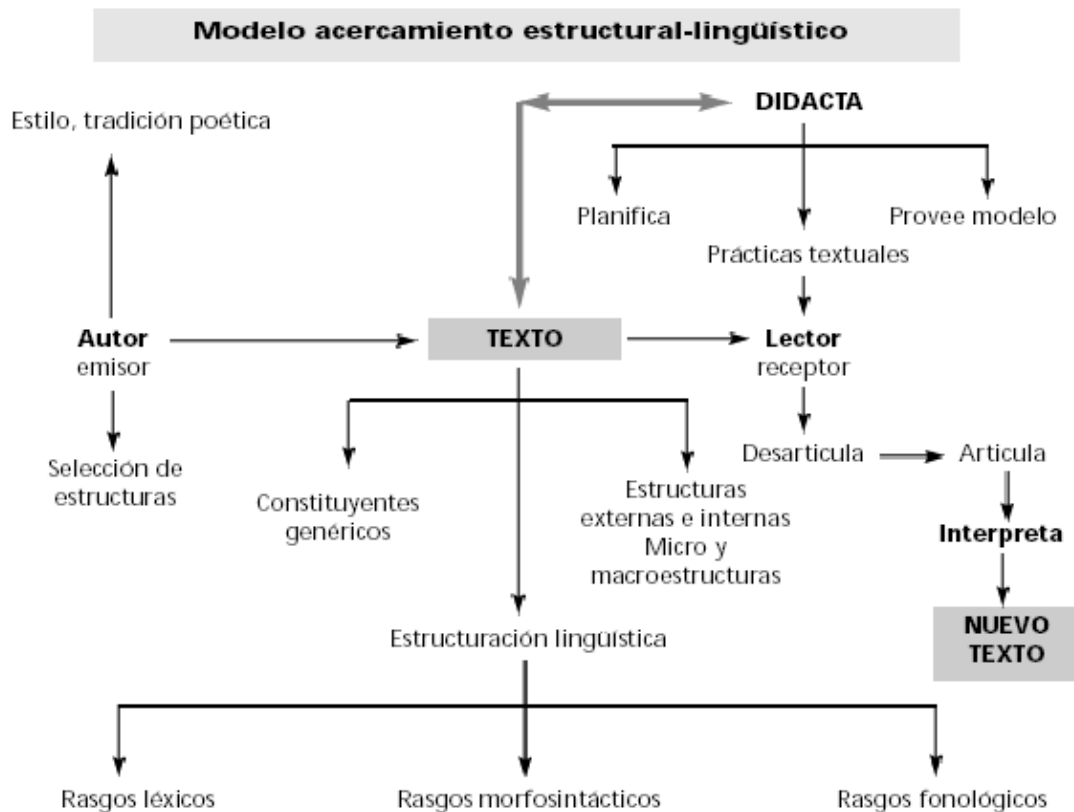 Modelo acercamiento estructural-lingüístico
DIDACTA
Estilo, tradición poética
Planifica
Provee modelo
Prácticas textuales
Autor
emisor
TEXTO
Lector
receptor
Selección de
estructuras
Constituyentes
genéricos
Estructuras
externas e internas
Micro y
macroestructuras
Desarticula
Articula
Interpreta
NUEVO
TEXTO
Estructuración lingüística
Rasgos léxicos
Rasgos morfosintácticos
Rasgos fonológicos